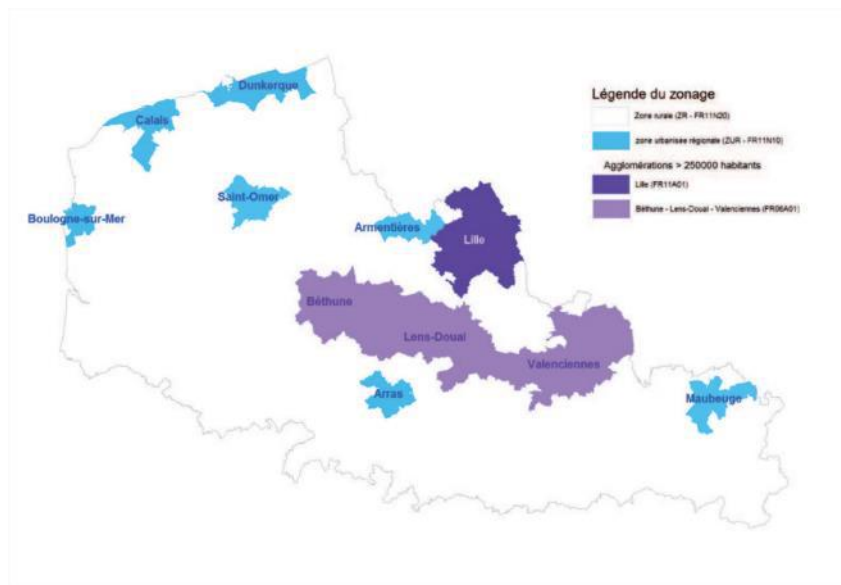 Dunkerque
Calais
Saint-Omer
Boulogne-sur-Mer
Armentières
Lille
Béthune
Lens-Douai
Valenciennes
Arras
Maubeuge
Légende du zonage
Zone rurale (ZR - FR11N20)
zone urbanisée régionale (ZUR - FR11N10)
Agglomérations > 250000 habitants
Lille (FR11A01)
Béthune - Lens-Douai - Valenciennes (FR06A01)